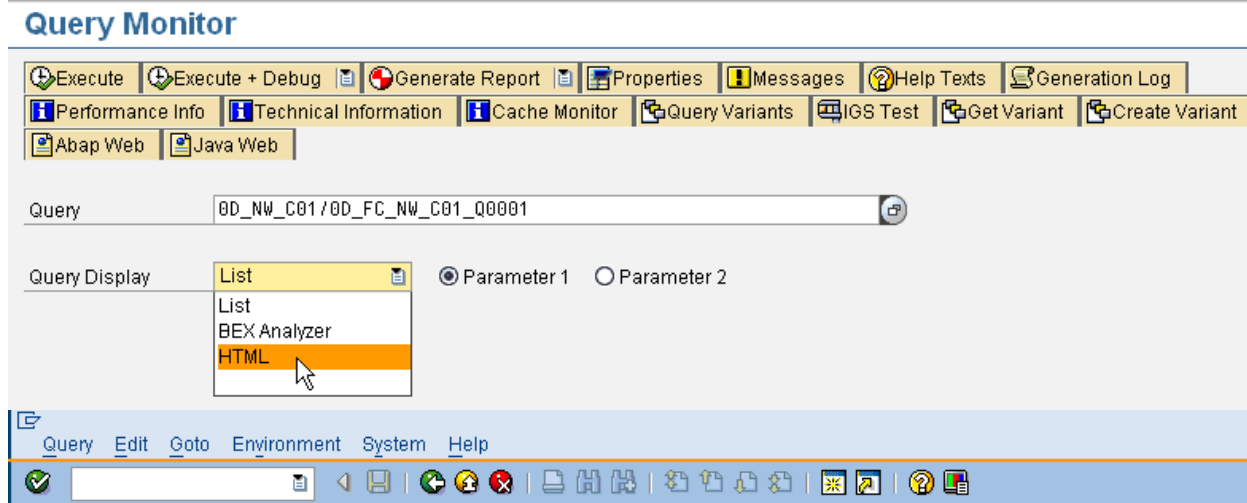 Query Monitor
Execute Execute + Debug Generate Report Properties Messages Help Texts Generation Log
Performance Info Technical Information Cache Monitor Query Variants IGS Test Get Variant Create Variant
Abap Web Java Web
Query 0D_NW_C01/0D_FC_NW_C01_Q0001
Query Display List Parameter 1 Parameter 2
List
BEX Analyzer
HTML
Query Edit Goto Environment System Help